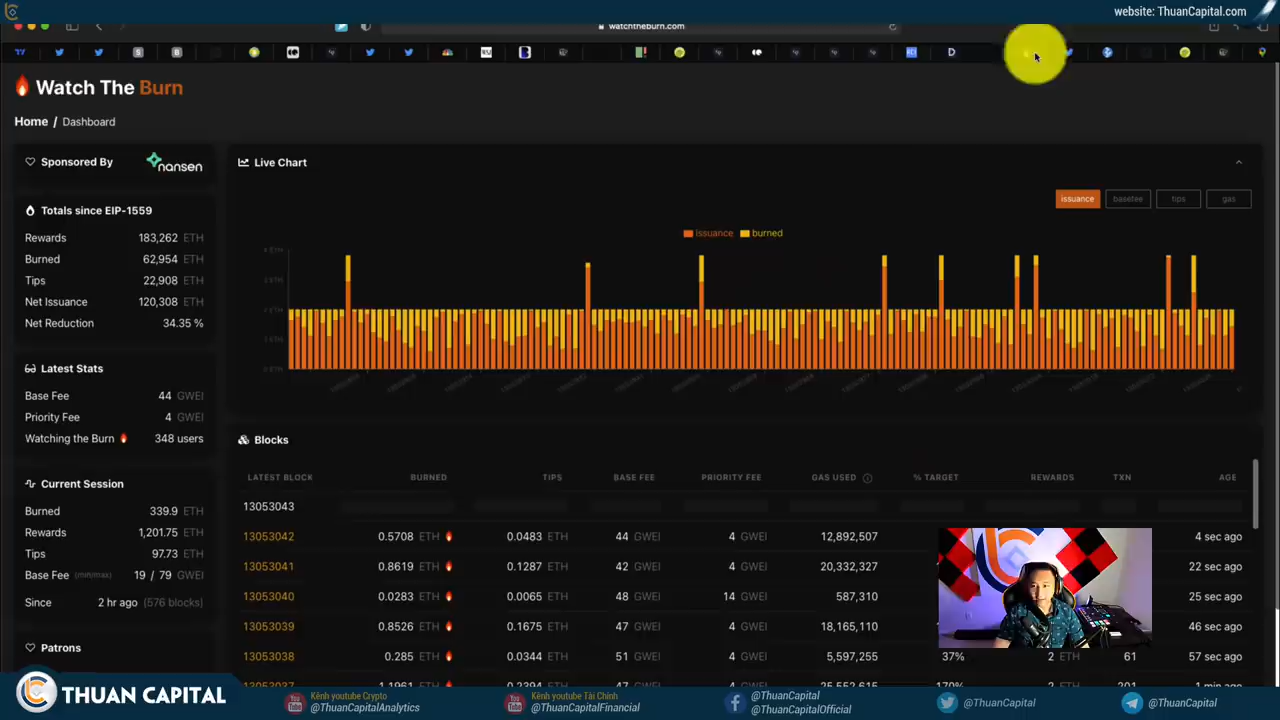 website: ThuanCapital.com
watchtheburn.com
Watch The Burn
Home / Dashboard
Sponsored By nansen
Totals since EIP-1559
Rewards 183,262 ETH
Burned 62,954 ETH
Tips 22,908 ETH
Net Issuance 120,308 ETH
Net Reduction 34.35 %
Latest Stats
Base Fee 44 GWEI
Priority Fee 4 GWEI
Watching the Burn 348 users
Current Session
Burned 339.9 ETH
Rewards 1,201.75 ETH
Tips 97.73 ETH
Base Fee (min/max) 19 / 79 GWEI
Since 2 hr ago (576 blocks)
Patrons
Live Chart
issuance basefee tips gas
Issuance burned
Blocks
LATEST BLOCK BURNED TIPS BASE FEE PRIORITY FEE GAS USED % TARGET REWARDS TXN AGE
13053043
13053042 0.5708 ETH 0.0483 ETH 44 GWEI 4 GWEI 12,892,507 4 sec ago
13053041 0.8619 ETH 0.1287 ETH 42 GWEI 4 GWEI 20,332,327 22 sec ago
13053040 0.0283 ETH 0.0065 ETH 48 GWEI 14 GWEI 587,310 25 sec ago
13053039 0.8526 ETH 0.1675 ETH 47 GWEI 4 GWEI 18,165,110 46 sec ago
13053038 0.285 ETH 0.0344 ETH 51 GWEI 4 GWEI 5,597,255 37% 2 ETH 61 57 sec ago
THUAN CAPITAL
Kênh youtube Crypto
@ThuanCapitalAnalytics
Kênh youtube Tài Chính
@ThuanCapitalFinancial
@ThuanCapital
@ThuanCapitalOfficial
@ThuanCapital
@ThuanCapital